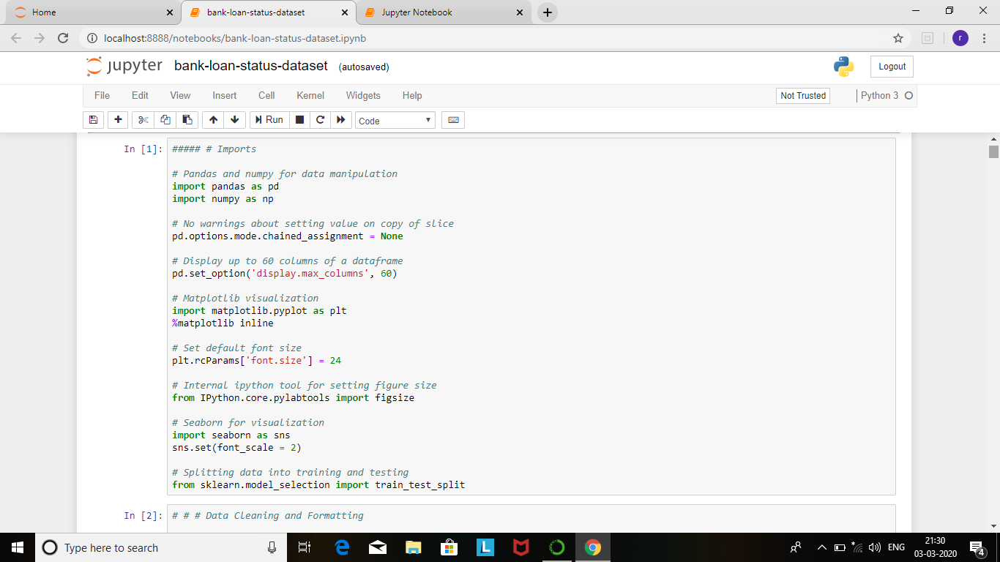 Home
bank-loan-status-dataset
Jupyter Notebook
localhost:8888/notebooks/bank-loan-status-dataset.ipynb
r
jupyter bank-loan-status-dataset (autosaved)
Logout
File Edit View Insert Cell Kernel Widgets Help
Not Trusted
Python 3
Run
Code
In [1]:
##### # Imports
# Pandas and numpy for data manipulation
import pandas as pd
import numpy as np
# No warnings about setting value on copy of slice
pd.options.mode.chained_assignment = None
# Display up to 60 columns of a dataframe
pd.set_option('display.max_columns', 60)
# Matplotlib visualization
import matplotlib.pyplot as plt
%matplotlib inline
# Set default font size
plt.rcParams['font.size'] = 24
# Internal ipython tool for setting figure size
from IPython.core.pylabtools import figsize
# Seaborn for visualization
import seaborn as sns
sns.set(font_scale = 2)
# Splitting data into training and testing
from sklearn.model_selection import train_test_split
In [2]:
# # # Data Cleaning and Formatting
Type here to search
L
ENG
21:30
03-03-2020
4